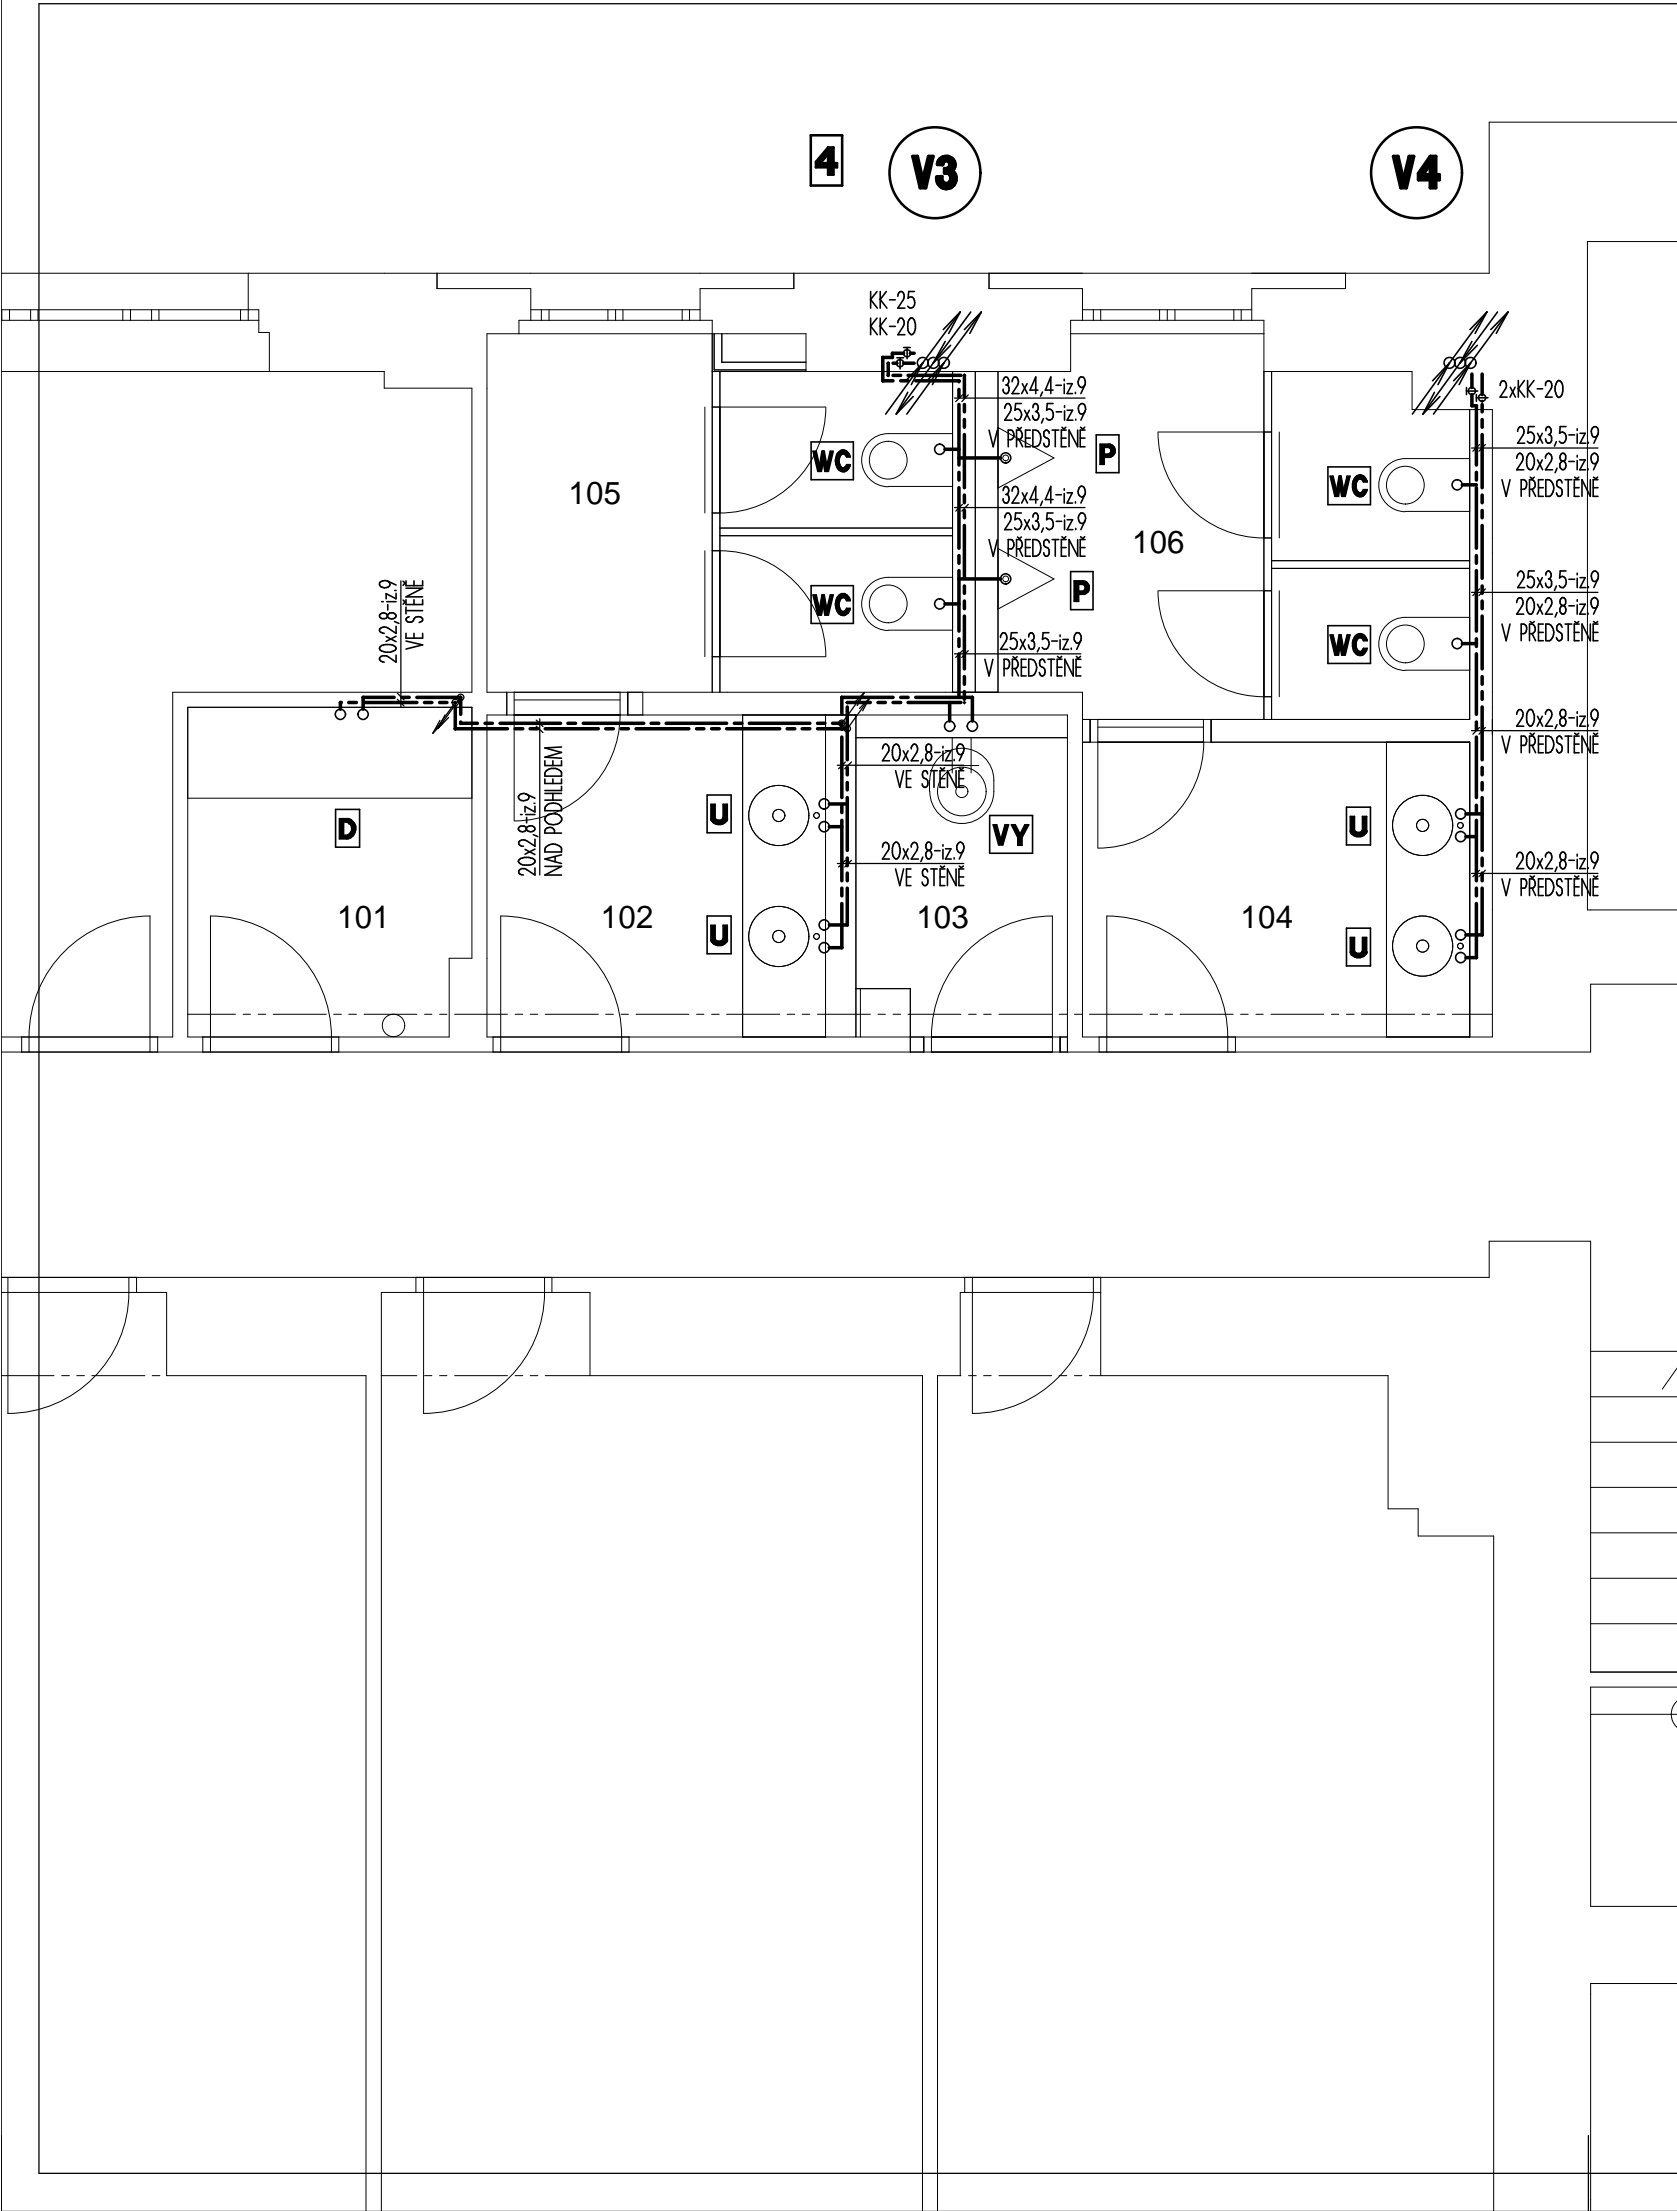 4
V3
V4
KK-25
KK-20
32x4,4-iz.9
25x3,5-iz.9
V PŘEDSTĚNĚ
2xKK-20
25x3,5-iz.9
20x2,8-iz.9
V PŘEDSTĚNĚ
WC
P
WC
105
32x4,4-iz.9
25x3,5-iz.9
V PŘEDSTĚNĚ
106
20x2,8-iz.9
VE STĚNĚ
WC
P
25x3,5-iz.9
20x2,8-iz.9
V PŘEDSTĚNĚ
WC
25x3,5-iz.9
V PŘEDSTĚNĚ
20x2,8-iz.9
V PŘEDSTĚNĚ
20x2,8-iz.9
NAD PODHLEDEM
20x2,8-iz.9
VE STĚNĚ
D
U
VY
U
20x2,8-iz.9
VE STĚNĚ
20x2,8-iz.9
V PŘEDSTĚNĚ
101
102
103
104
U
U